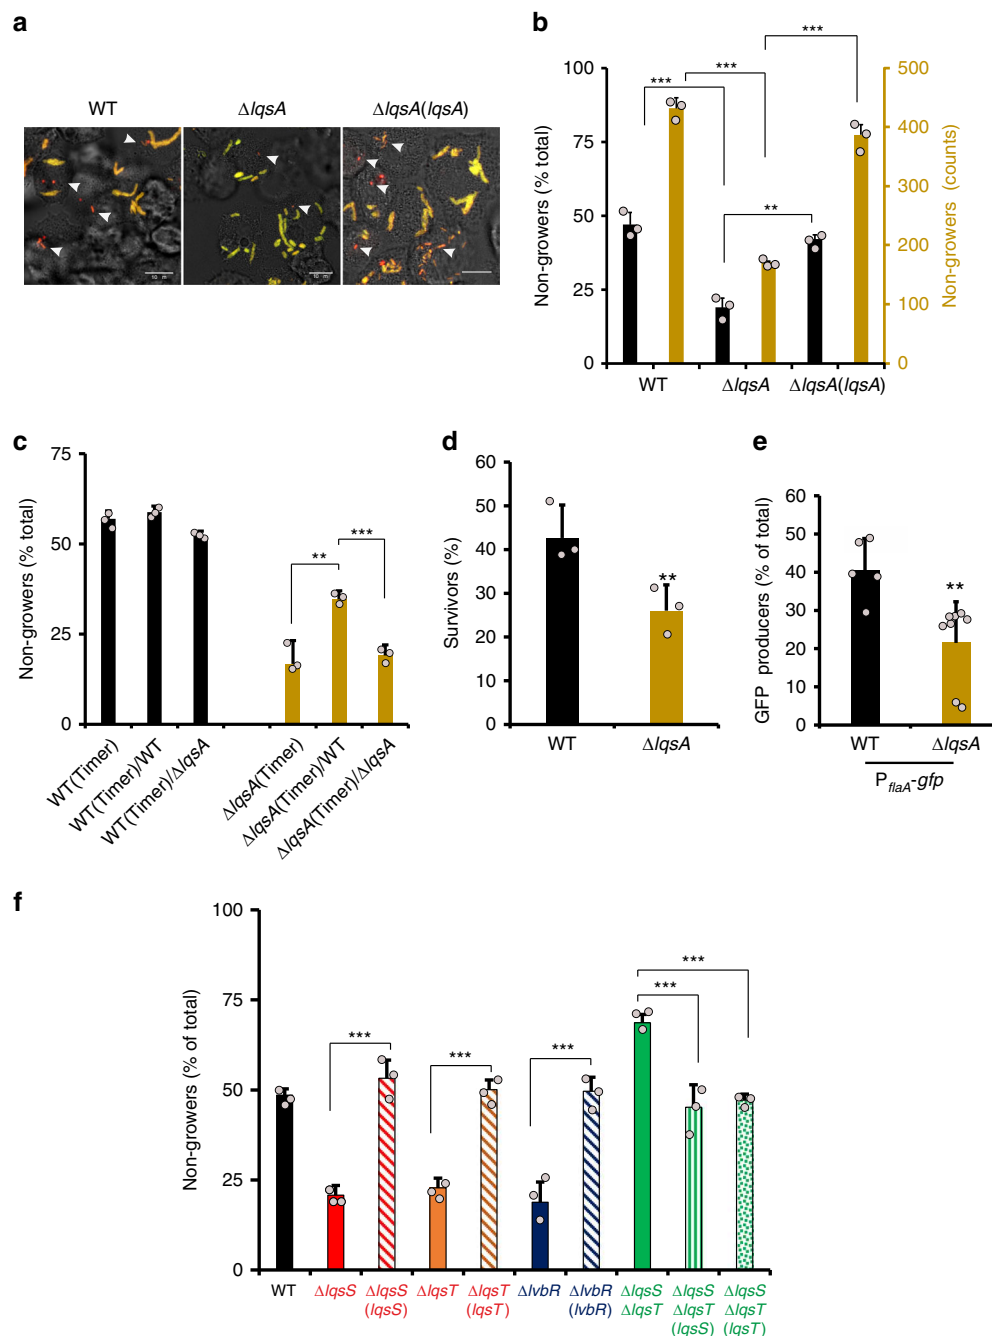 a
WT
ΔlqsA
ΔlqsA(lqsA)
10 m
10 m
b
Non-growers (% total)
100
75
50
25
0
***
***
***
**
500
400
300
200
100
0
Non-growers (counts)
WT
ΔlqsA
ΔlqsA(lqsA)
c
Non-growers (% total)
75
50
25
0
**
***
WT(Timer)
WT(Timer)/WT
WT(Timer)/ΔlqsA
ΔlqsA(Timer)
ΔlqsA(Timer)/WT
ΔlqsA(Timer)/ΔlqsA
d
Survivors (%)
60
50
40
30
20
10
0
**
WT
ΔlqsA
e
GFP producers (% of total)
60
50
40
30
20
10
0
**
WT
ΔlqsA
PflaA-gfp
f
Non-growers (% of total)
100
75
50
25
0
***
***
***
***
***
WT
ΔlqsS
ΔlqsS
(lqsS)
ΔlqsT
ΔlqsT
(lqsT)
ΔlvbR
ΔlvbR
(lvbR)
ΔlqsS
ΔlqsT
ΔlqsS
ΔlqsT
(lqsS)
ΔlqsS
ΔlqsT
(lqsT)